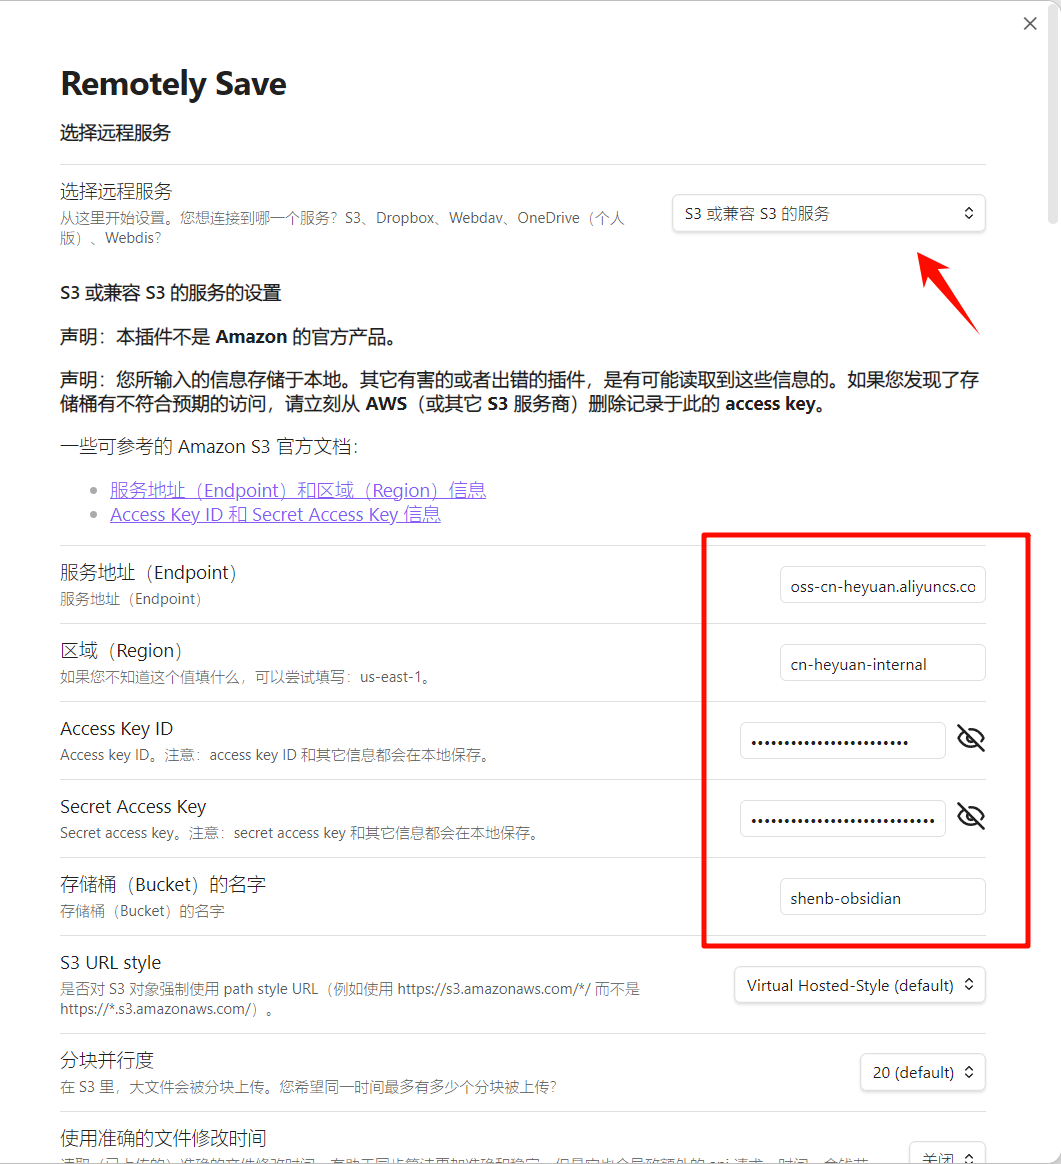 Remotely Save
选择远程服务
选择远程服务
从这里开始设置。您想连接到哪一个服务？S3、Dropbox、Webdav、OneDrive（个人
版）、Webdis?
S3 或兼容 S3 的服务
S3 或兼容 S3 的服务的设置
声明：本插件不是 Amazon 的官方产品。
声明：您所输入的信息存储于本地。其它有害的或者出错的插件，是有可能读取到这些信息的。如果您发现了存
储桶有不符合预期的访问，请立刻从 AWS（或其它 S3 服务商）删除记录于此的 access key。
一些可参考的 Amazon S3 官方文档：
服务地址（Endpoint）和区域（Region）信息
Access Key ID 和 Secret Access Key 信息
服务地址（Endpoint）
服务地址（Endpoint）
oss-cn-heyuan.aliyuncs.co
区域（Region）
如果您不知道这个值填什么，可以尝试填写：us-east-1。
cn-heyuan-internal
Access Key ID
Access key ID。注意：access key ID 和其它信息都会在本地保存。
Secret Access Key
Secret access key。注意：secret access key 和其它信息都会在本地保存。
存储桶（Bucket）的名字
存储桶（Bucket）的名字
shenb-obsidian
S3 URL style
是否对 S3 对象强制使用 path style URL（例如使用 https://s3.amazonaws.com/*/ 而不是
https://*.s3.amazonaws.com/）。
Virtual Hosted-Style (default)
分块并行度
在 S3 里，大文件会被分块上传。您希望同一时间最多有多少个分块被上传？
20 (default)
使用准确的文件修改时间
关闭